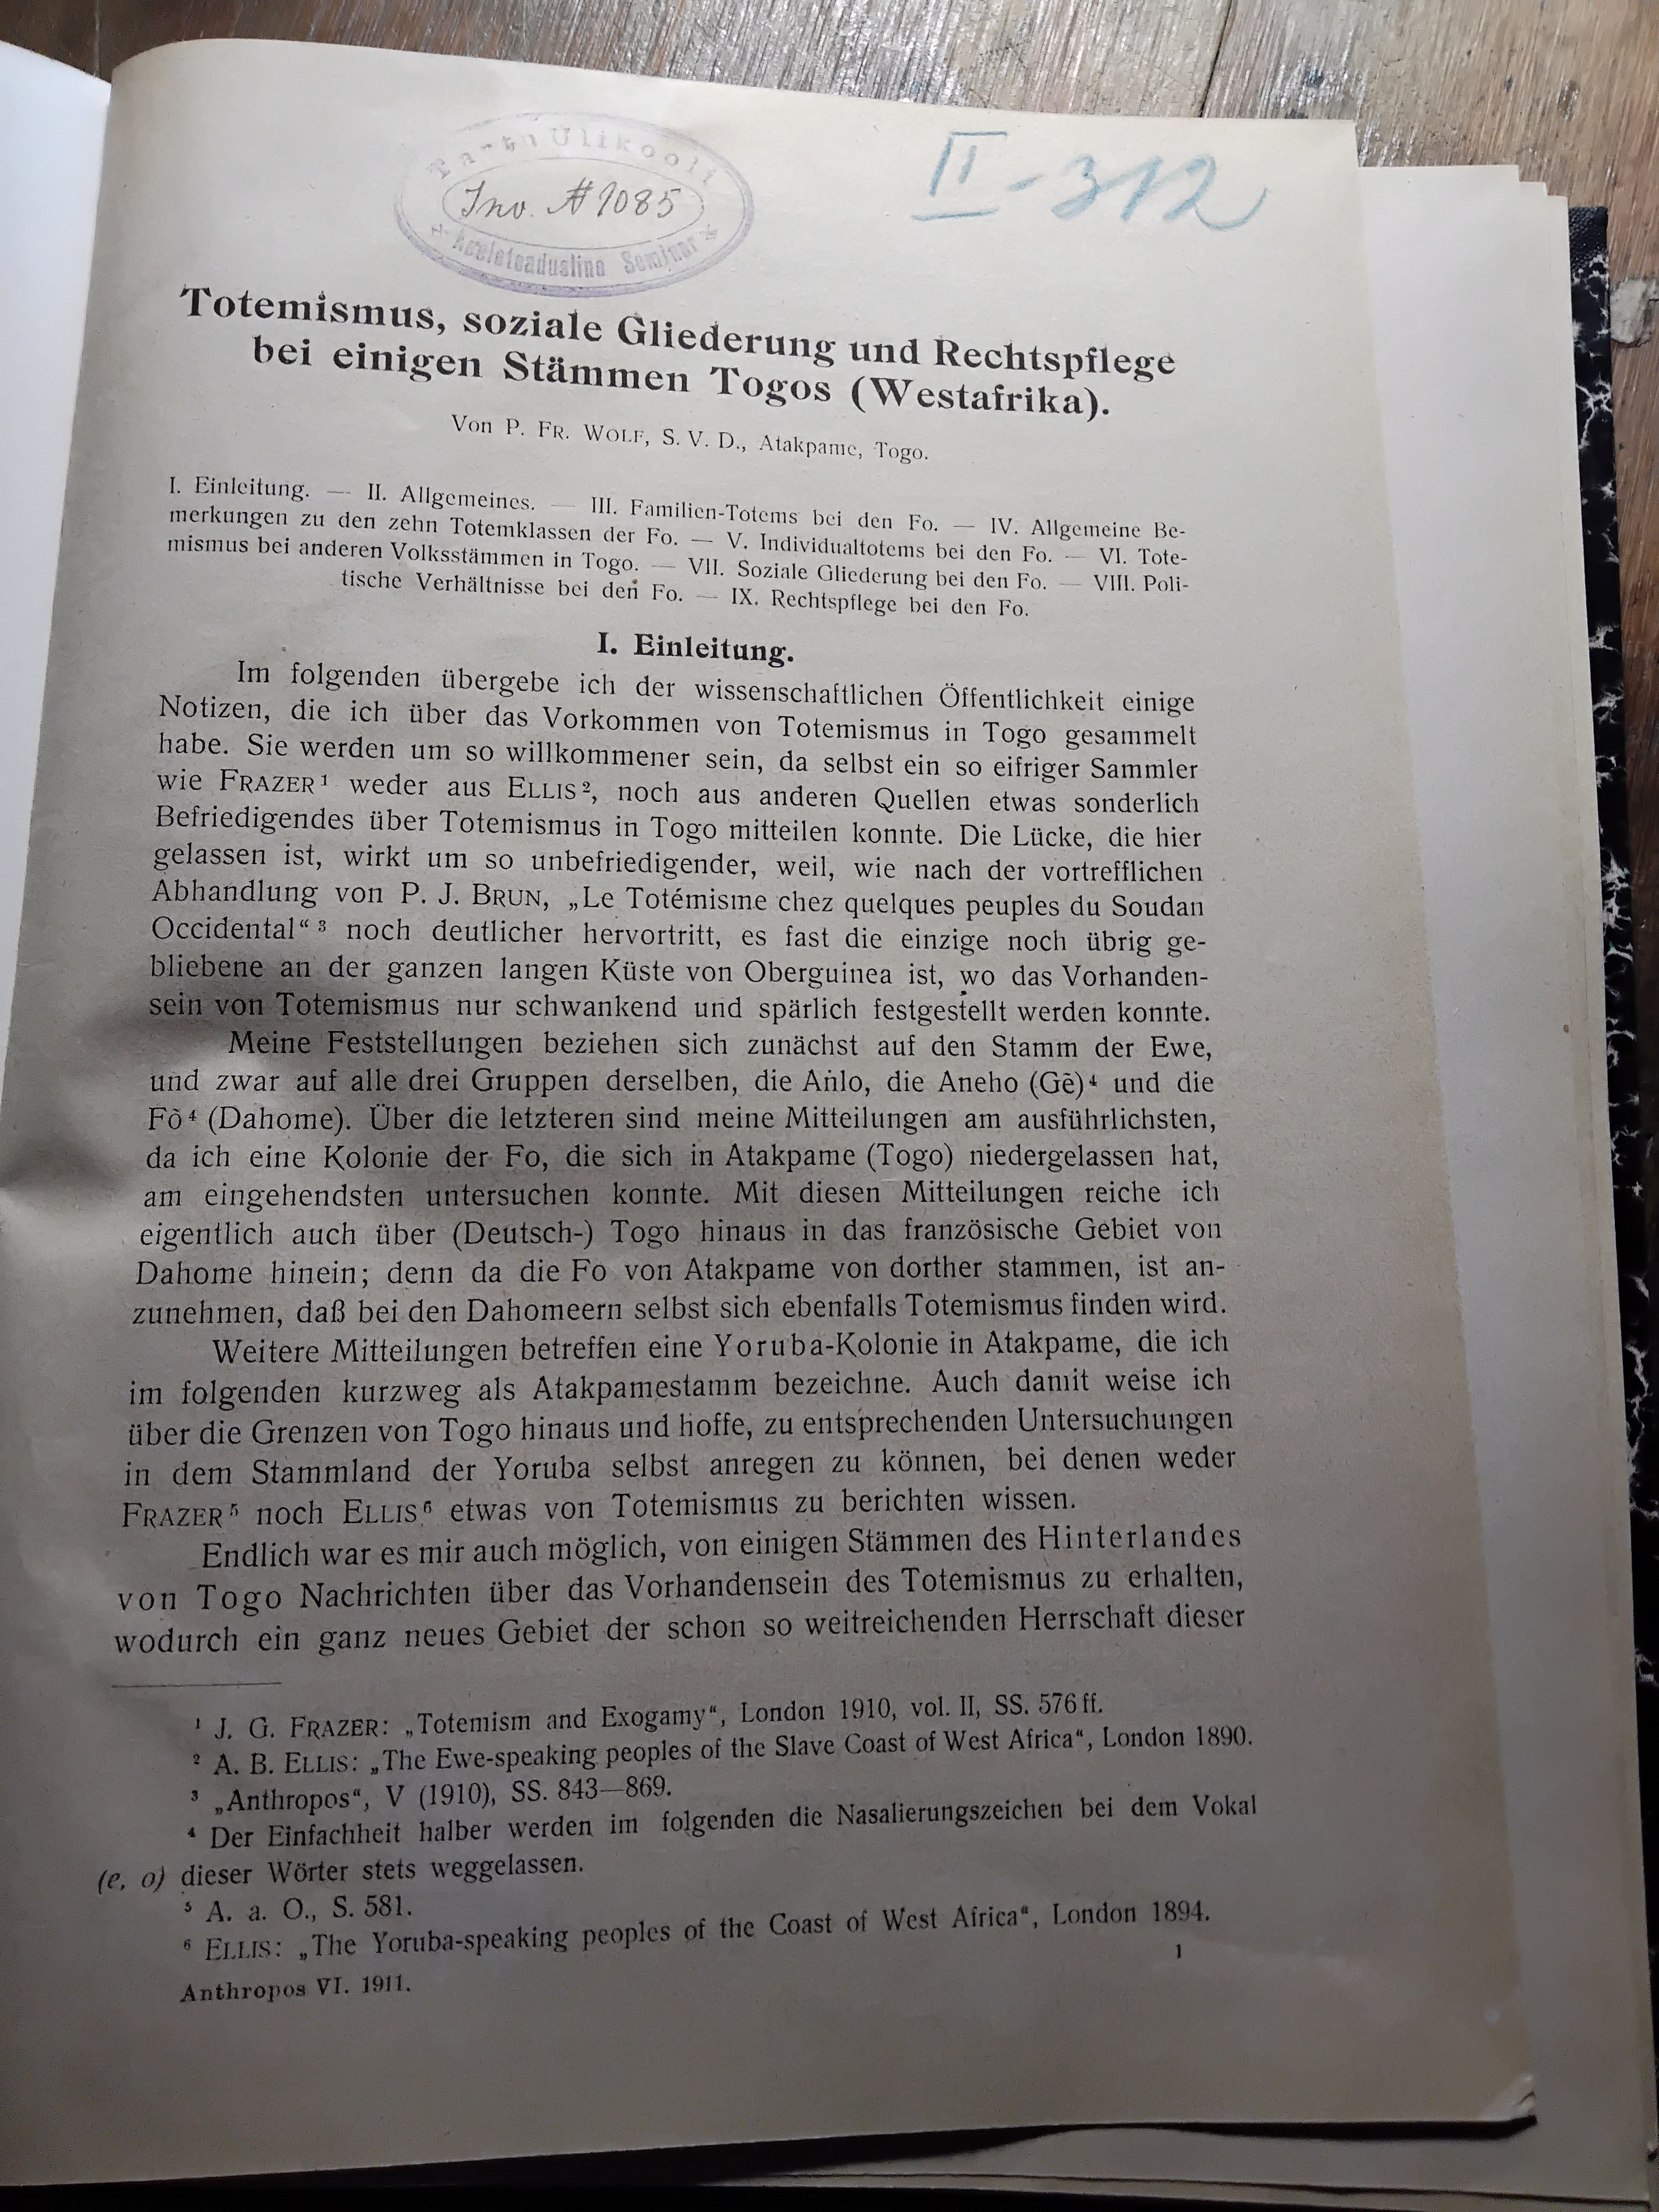 Tartu Ülikooli
Inv. # 1085
Seminar
II-312
Totemismus, soziale Gliederung und Rechtspflege
bei einigen Stämmen Togos (Westafrika).
Von P. FR. WOLF, S. V. D., Atakpame, Togo.
I. Einleitung. — II. Allgemeines. — III. Familien-Totems bei den Fo. — IV. Allgemeine Be-
merkungen zu den zehn Totemklassen der Fo. — V. Individualtotems bei den Fo. — VI. Tote-
mismus bei anderen Volksstämmen in Togo. — VII. Soziale Gliederung bei den Fo. — VIII. Poli-
tische Verhältnisse bei den Fo. — IX. Rechtspflege bei den Fo.
I. Einleitung.
Im folgenden übergebe ich der wissenschaftlichen Öffentlichkeit einige
Notizen, die ich über das Vorkommen von Totemismus in Togo gesammelt
habe. Sie werden um so willkommener sein, da selbst ein so eifriger Sammler
wie FRAZER¹ weder aus ELLIS², noch aus anderen Quellen etwas sonderlich
Befriedigendes über Totemismus in Togo mitteilen konnte. Die Lücke, die hier
gelassen ist, wirkt um so unbefriedigender, weil, wie nach der vortrefflichen
Abhandlung von P. J. BRUN, „Le Totémisme chez quelques peuples du Soudan
Occidental“³ noch deutlicher hervortritt, es fast die einzige noch übrig ge-
bliebene an der ganzen langen Küste von Oberguinea ist, wo das Vorhanden-
sein von Totemismus nur schwankend und spärlich festgestellt werden konnte.
Meine Feststellungen beziehen sich zunächst auf den Stamm der Ewe,
und zwar auf alle drei Gruppen derselben, die Aṅlo, die Aneho (Gẽ)⁴ und die
Fõ⁴ (Dahome). Über die letzteren sind meine Mitteilungen am ausführlichsten,
da ich eine Kolonie der Fo, die sich in Atakpame (Togo) niedergelassen hat,
am eingehendsten untersuchen konnte. Mit diesen Mitteilungen reiche ich
eigentlich auch über (Deutsch-) Togo hinaus in das französische Gebiet von
Dahome hinein; denn da die Fo von Atakpame von dorther stammen, ist an-
zunehmen, daß bei den Dahomeern selbst sich ebenfalls Totemismus finden wird.
Weitere Mitteilungen betreffen eine Yoruba-Kolonie in Atakpame, die ich
im folgenden kurzweg als Atakpamestamm bezeichne. Auch damit weise ich
über die Grenzen von Togo hinaus und hoffe, zu entsprechenden Untersuchungen
in dem Stammland der Yoruba selbst anregen zu können, bei denen weder
FRAZER⁵ noch ELLIS⁶ etwas von Totemismus zu berichten wissen.
Endlich war es mir auch möglich, von einigen Stämmen des Hinterlandes
von Togo Nachrichten über das Vorhandensein des Totemismus zu erhalten,
wodurch ein ganz neues Gebiet der schon so weitreichenden Herrschaft dieser
¹ J. G. FRAZER: „Totemism and Exogamy“, London 1910, vol. II, SS. 576 ff.
² A. B. ELLIS: „The Ewe-speaking peoples of the Slave Coast of West Africa“, London 1890.
³ „Anthropos“, V (1910), SS. 843—869.
⁴ Der Einfachheit halber werden im folgenden die Nasalierungszeichen bei dem Vokal
(e, o) dieser Wörter stets weggelassen.
⁵ A. a. O., S. 581.
⁶ ELLIS: „The Yoruba-speaking peoples of the Coast of West Africa“, London 1894.
1
Anthropos VI. 1911.